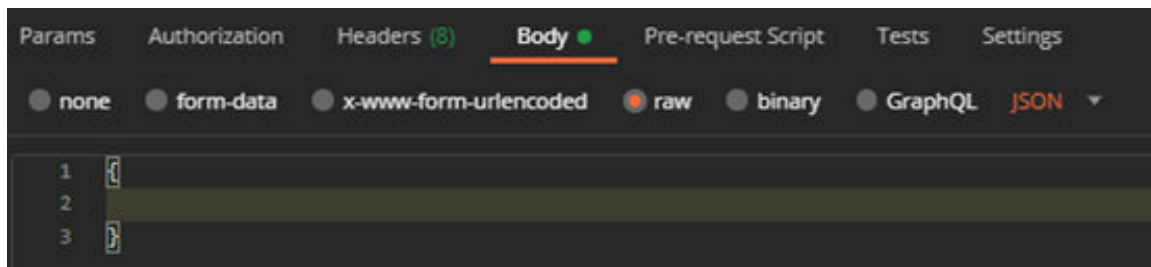 Params Authorization Headers (8) Body Pre-request Script Tests Settings
none form-data x-www-form-urlencoded raw binary GraphQL JSON
1 {
2
3 }